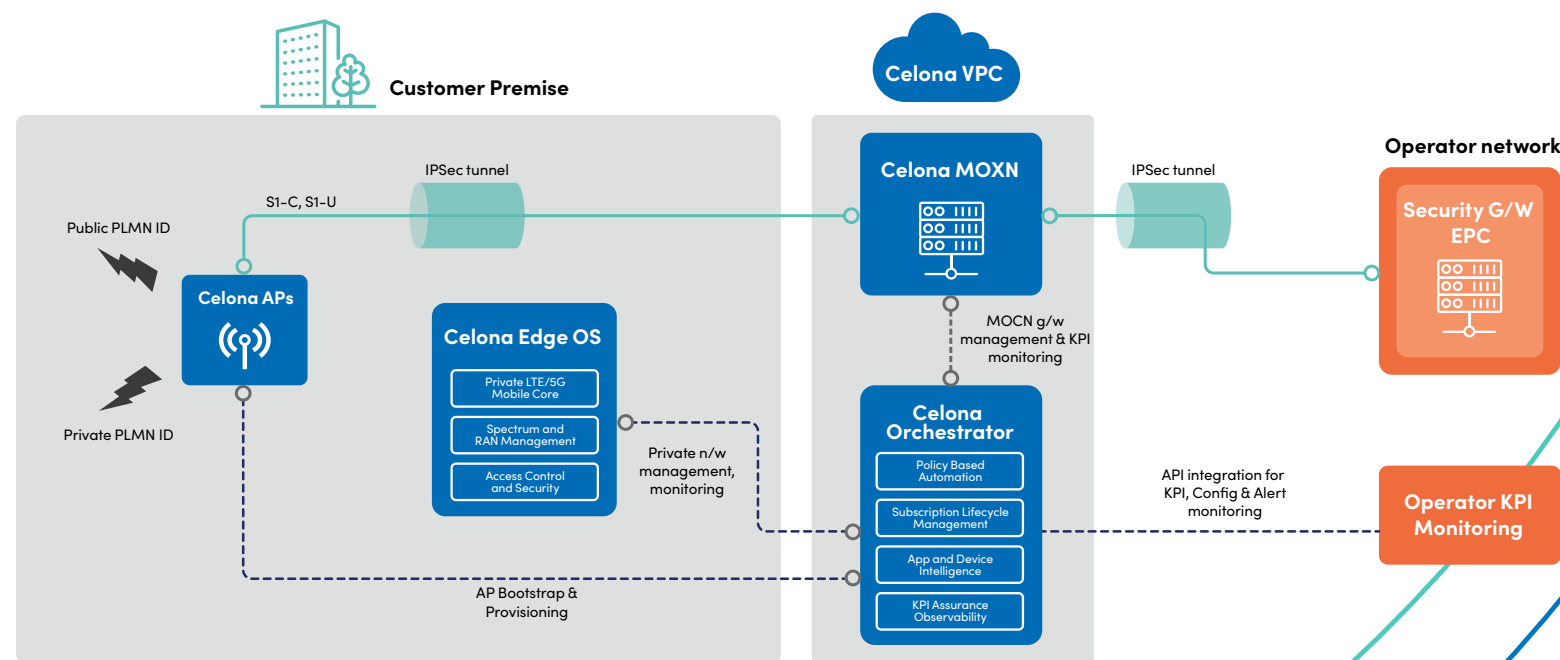 Customer Premise
Celona VPC
Operator network
IPSec tunnel
S1-C, S1-U
Public PLMN ID
Celona APs
Private PLMN ID
Celona Edge OS
Private LTE/5G
Mobile Core
Spectrum and
RAN Management
Access Control
and Security
Private n/w
management,
monitoring
AP Bootstrap &
Provisioning
Celona MOXN
MOCN g/w
management & KPI
monitoring
Celona
Orchestrator
Policy Based
Automation
Subscription Lifecycle
Management
App and Device
Intelligence
KPI Assurance
Observability
IPSec tunnel
Security G/W
EPC
API integration for
KPI, Config & Alert
monitoring
Operator KPI
Monitoring